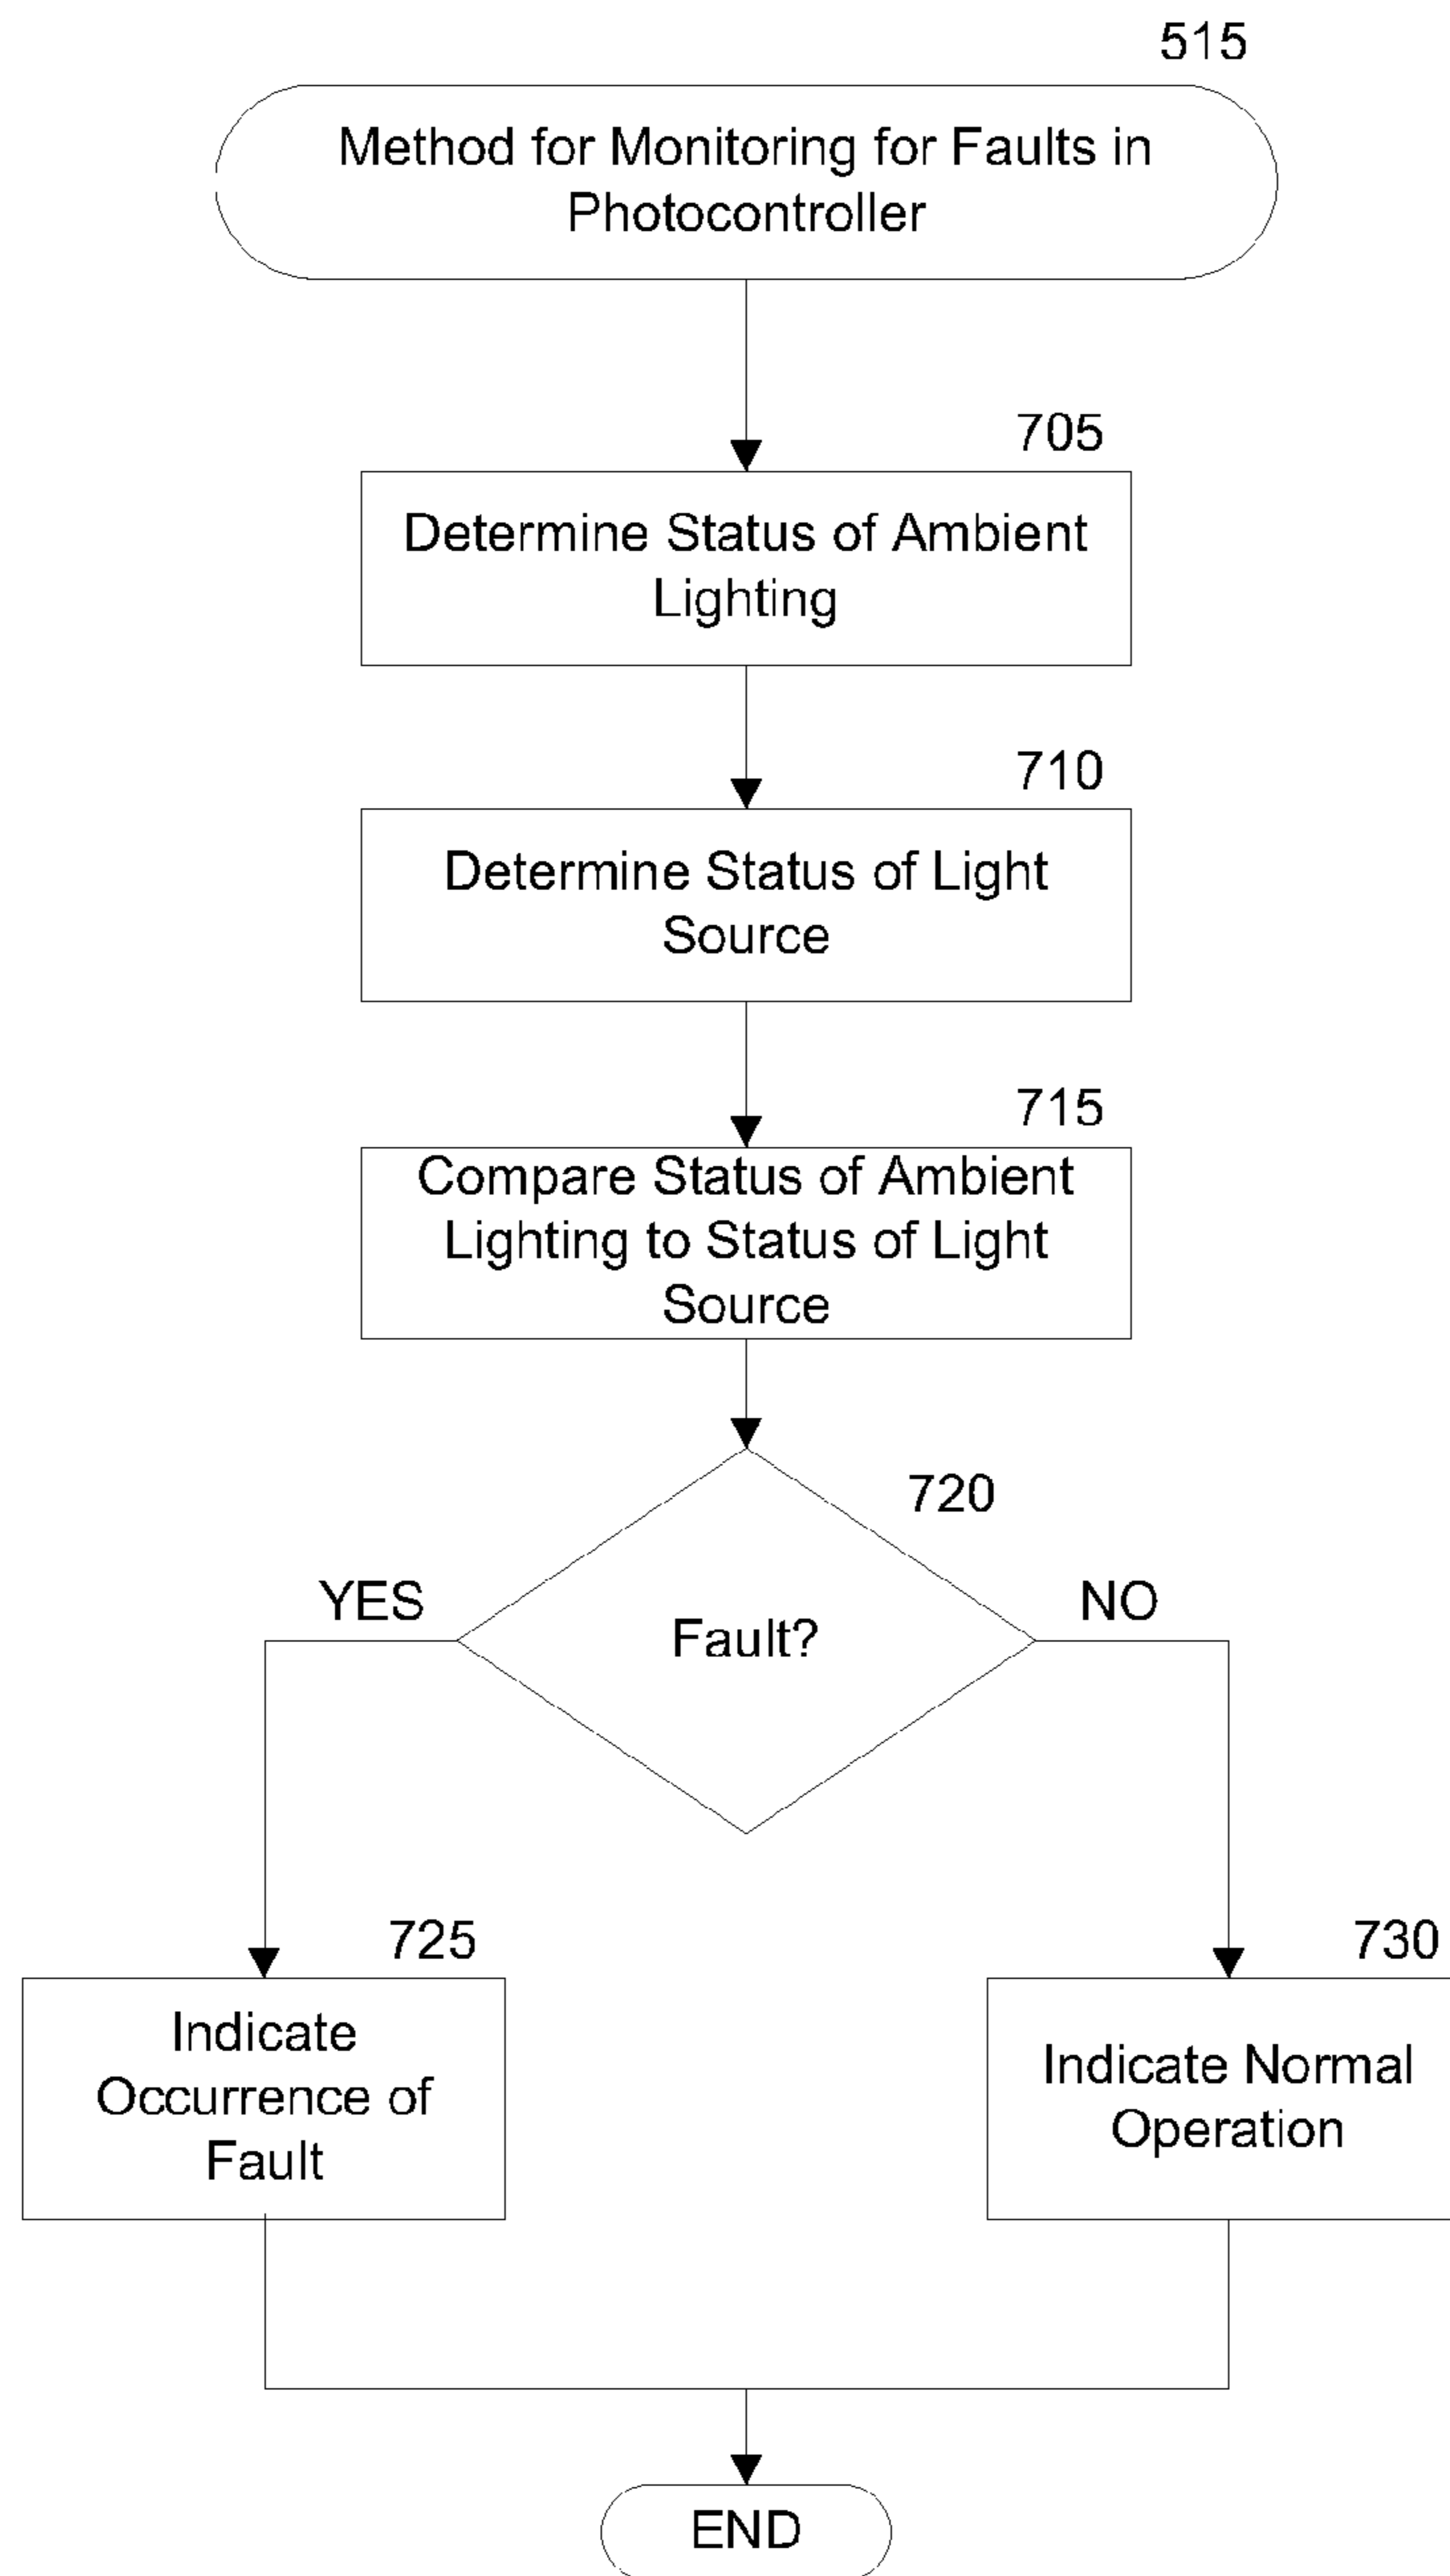 515
Method for Monitoring for Faults in
Photocontroller
705
Determine Status of Ambient
Lighting
710
Determine Status of Light
Source
715
Compare Status of Ambient
Lighting to Status of Light
Source
720
YES
Fault?
NO
725
Indicate
Occurrence of
Fault
730
Indicate Normal
Operation
END